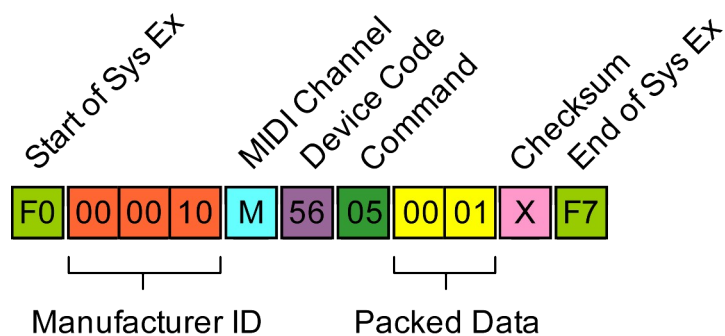 Start of Sys Ex
MIDI Channel
Device Code
Command
Checksum
End of Sys Ex
F0 00 00 10 M 56 05 00 01 X F7
Manufacturer ID
Packed Data